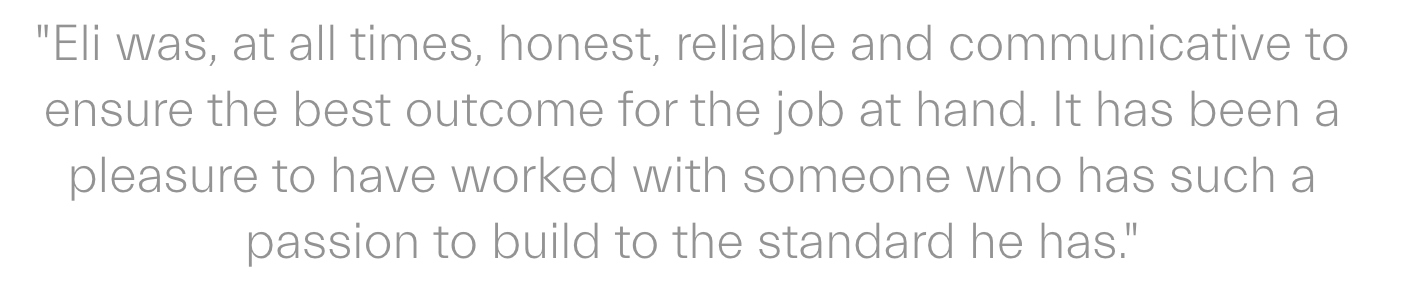 "Eli was, at all times, honest, reliable and communicative to
ensure the best outcome for the job at hand. It has been a
pleasure to have worked with someone who has such a
passion to build to the standard he has."